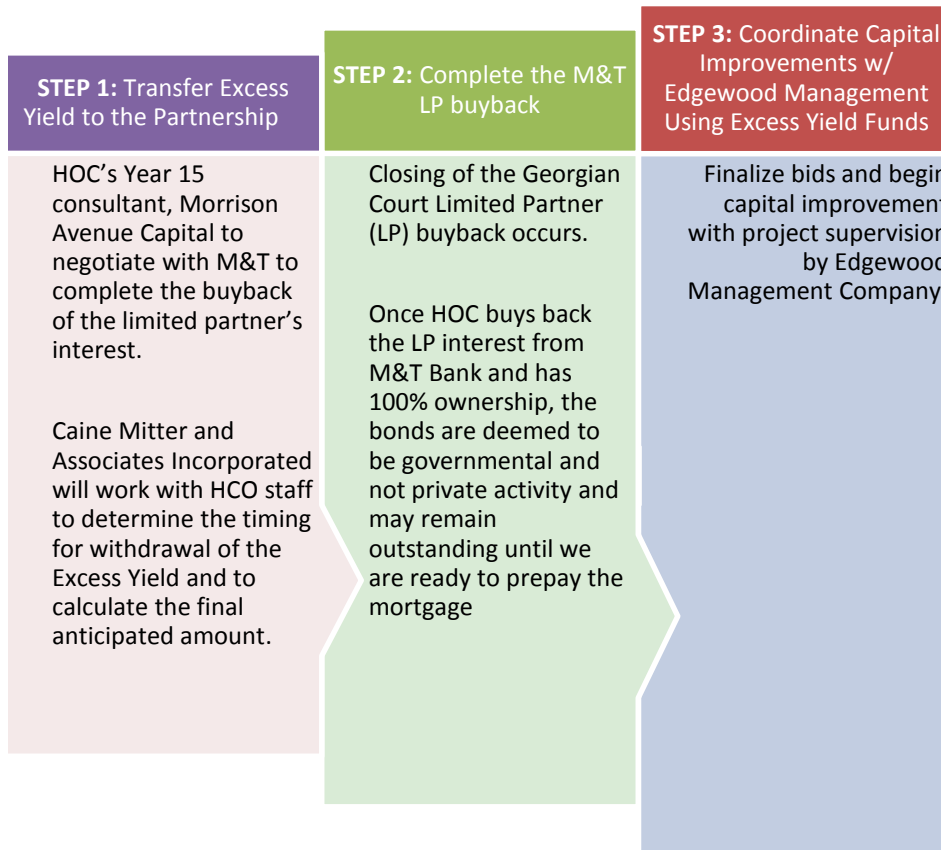 STEP 1: Transfer Excess
Yield to the Partnership
HOC's Year 15
consultant, Morrison
Avenue Capital to
negotiate with M&T to
complete the buyback
of the limited partner's
interest.
Caine Mitter and
Associates Incorporated
will work with HCO staff
to determine the timing
for withdrawal of the
Excess Yield and to
calculate the final
anticipated amount.
STEP 2: Complete the M&T
LP buyback
Closing of the Georgian
Court Limited Partner
(LP) buyback occurs.
Once HOC buys back
the LP interest from
M&T Bank and has
100% ownership, the
bonds are deemed to
be governmental and
not private activity and
may remain
outstanding until we
are ready to prepay the
mortgage
STEP 3: Coordinate Capital
Improvements w/
Edgewood Management
Using Excess Yield Funds
Finalize bids and begin
capital improvement
with project supervision
by Edgewood
Management Company